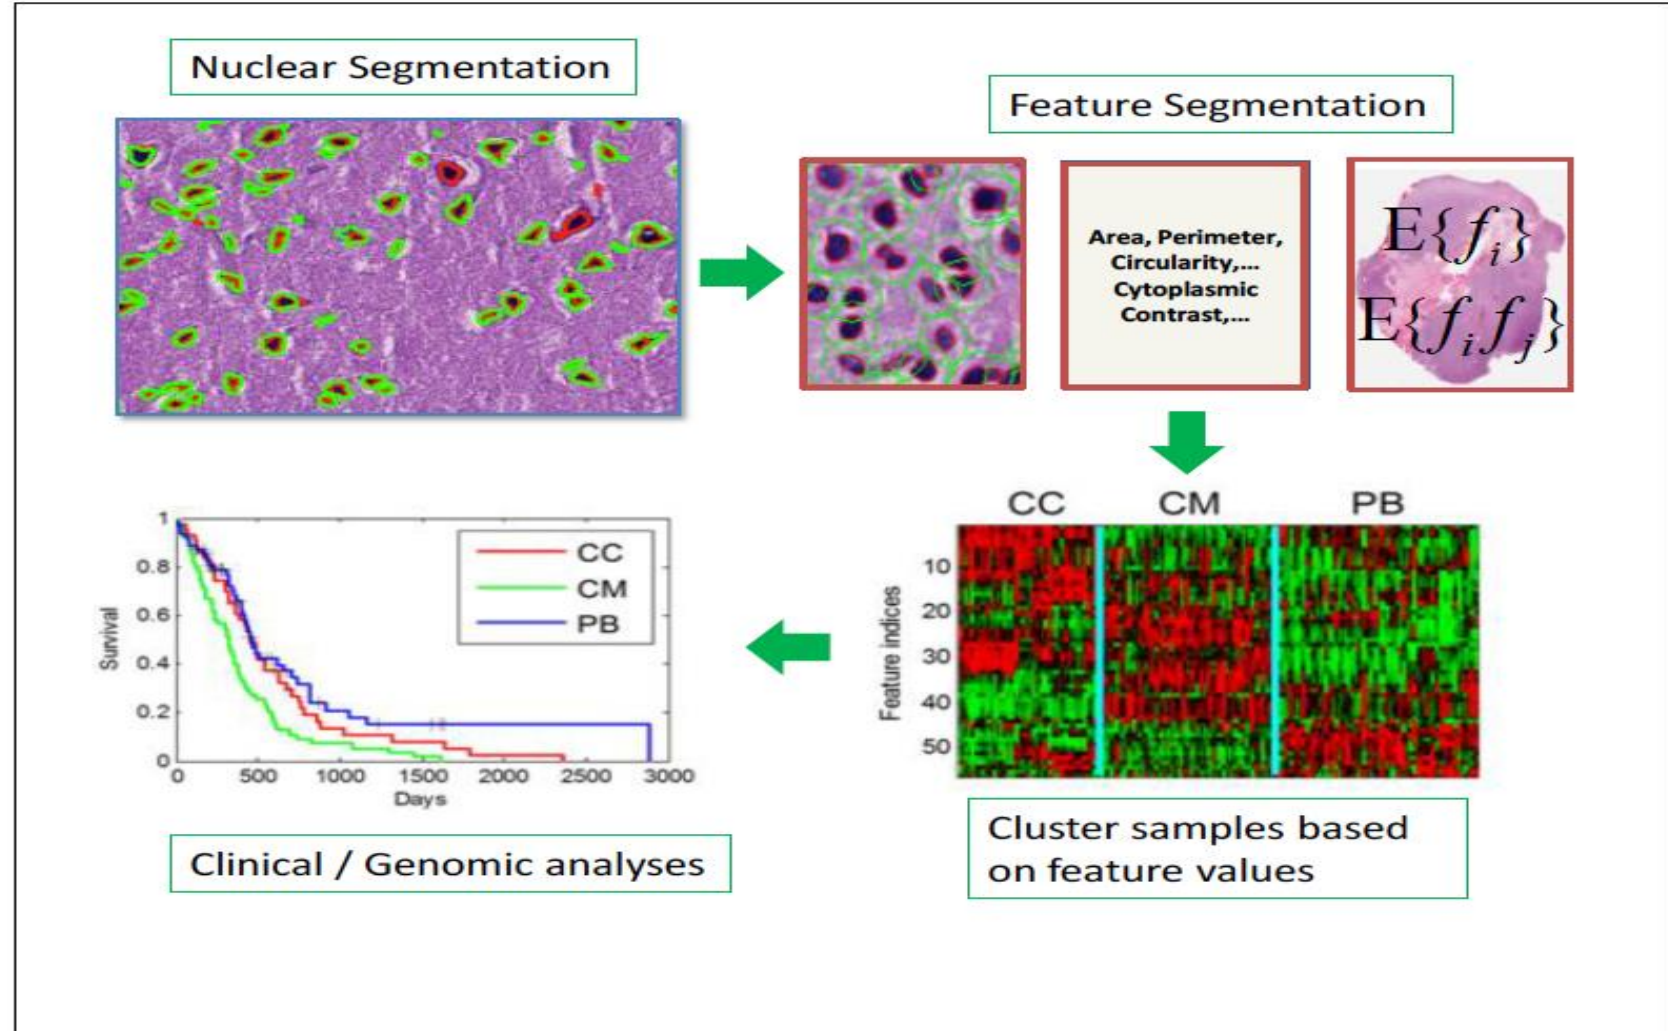 Nuclear Segmentation
Feature Segmentation
Area, Perimeter,
Circularity,...
Cytoplasmic
Contrast,...
E{f_i}
E{f_i f_j}
CC CM PB
10
20
30
40
50
Feature indices
Cluster samples based
on feature values
1
0.8
0.6
0.4
0.2
0
Survival
CC
CM
PB
0 500 1000 1500 2000 2500 3000
Days
Clinical / Genomic analyses